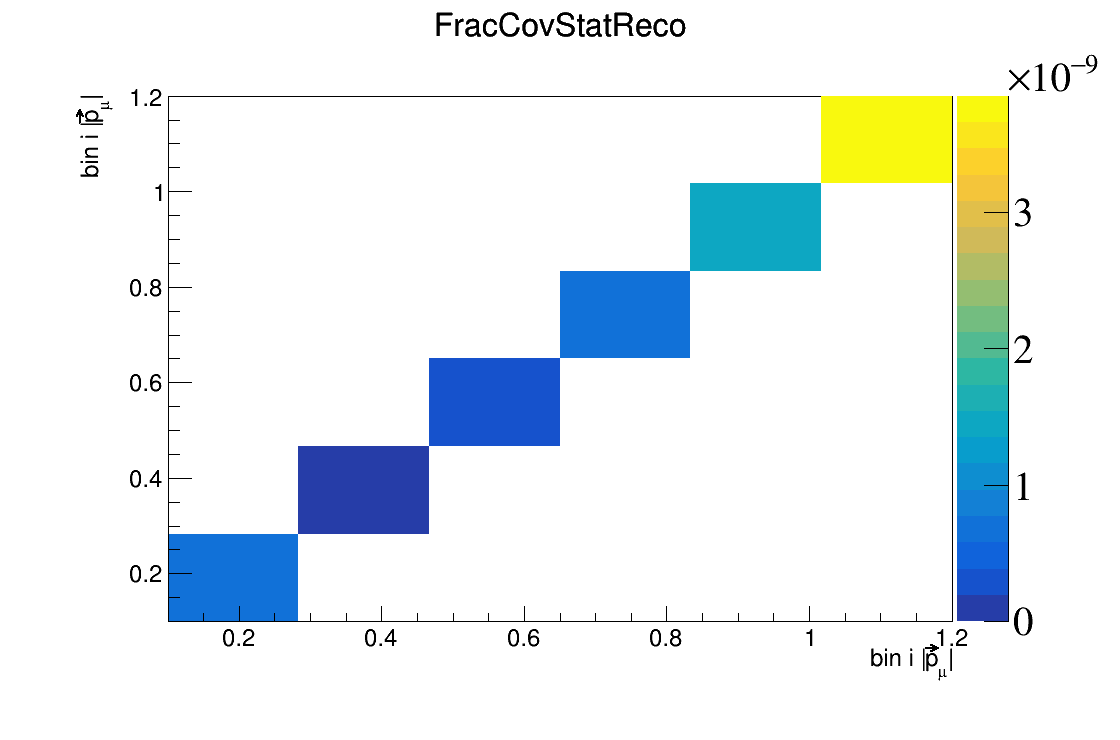 FracCovStatReco
×10⁻⁹
bin i |p⃗_μ|
1.2
1
0.8
0.6
0.4
0.2
3
2
1
0
0.2 0.4 0.6 0.8 1 1.2
bin i |p⃗_μ|